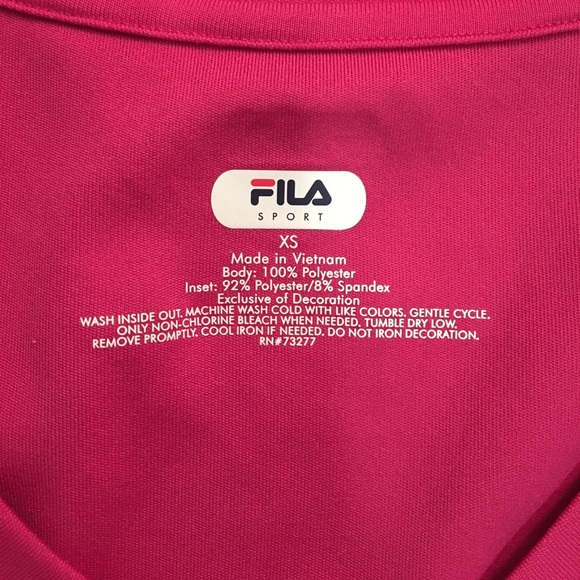 FILA
SPORT
XS
Made in Vietnam
Body: 100% Polyester
Inset: 92% Polyester/8% Spandex
Exclusive of Decoration
WASH INSIDE OUT. MACHINE WASH COLD WITH LIKE COLORS. GENTLE CYCLE.
ONLY NON-CHLORINE BLEACH WHEN NEEDED. TUMBLE DRY LOW.
REMOVE PROMPTLY. COOL IRON IF NEEDED. DO NOT IRON DECORATION.
RN#73277